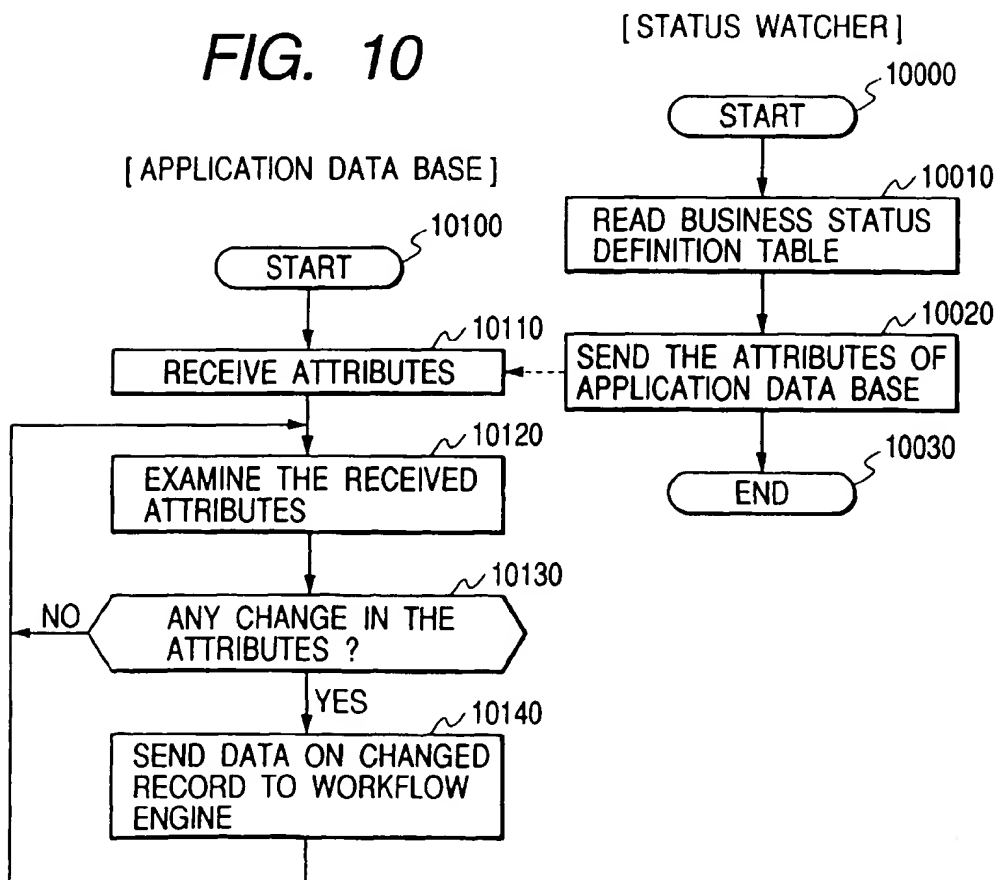 FIG. 10
[STATUS WATCHER]
10000
START
10010
READ BUSINESS STATUS
DEFINITION TABLE
10020
SEND THE ATTRIBUTES OF
APPLICATION DATA BASE
10030
END
[APPLICATION DATA BASE]
10100
START
10110
RECEIVE ATTRIBUTES
10120
EXAMINE THE RECEIVED
ATTRIBUTES
10130
ANY CHANGE IN THE
ATTRIBUTES ?
NO
YES
10140
SEND DATA ON CHANGED
RECORD TO WORKFLOW
ENGINE